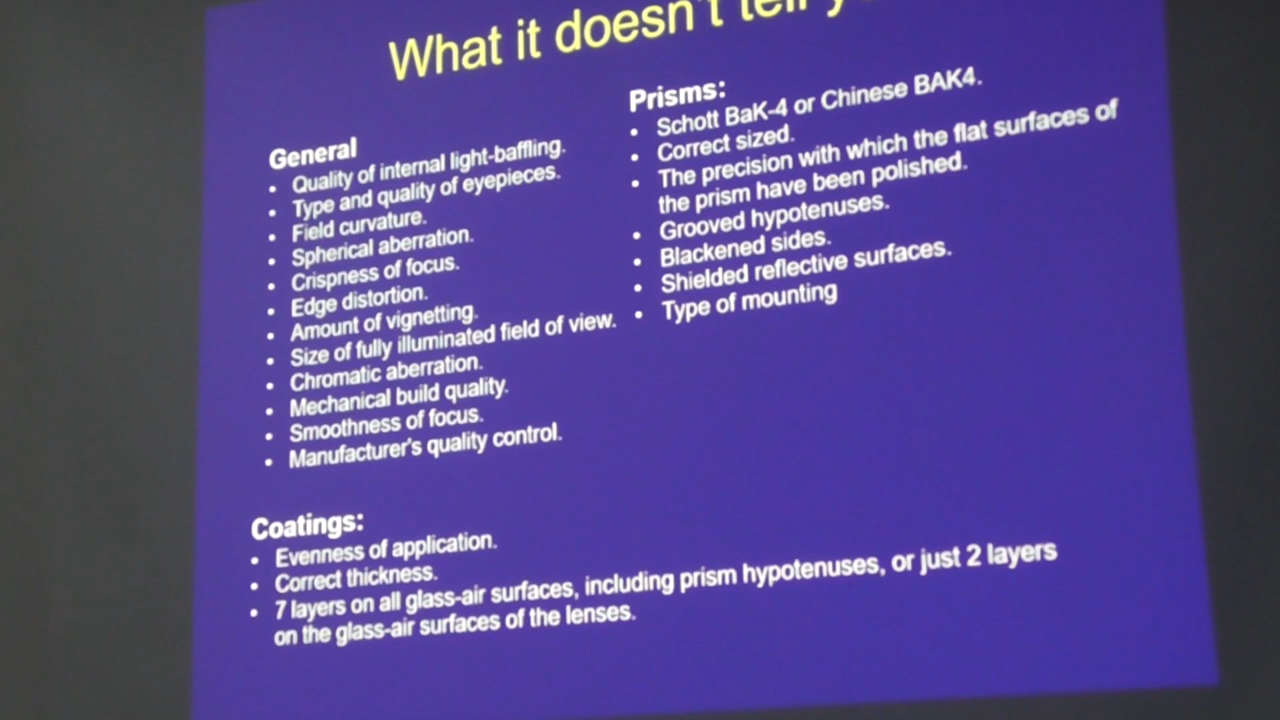 What it doesn't tell
General
• Quality of internal light-baffling.
• Type and quality of eyepieces.
• Field curvature.
• Spherical aberration.
• Crispness of focus.
• Edge distortion.
• Amount of vignetting.
• Size of fully illuminated field of view.
• Chromatic aberration.
• Mechanical build quality.
• Smoothness of focus.
• Manufacturer's quality control.
Prisms:
• Schott BaK-4 or Chinese BAK4.
• Correct sized.
• The precision with which the flat surfaces of
the prism have been polished.
• Grooved hypotenuses.
• Blackened sides.
• Shielded reflective surfaces.
• Type of mounting
Coatings:
• Evenness of application.
• Correct thickness.
• 7 layers on all glass-air surfaces, including prism hypotenuses, or just 2 layers
on the glass-air surfaces of the lenses.